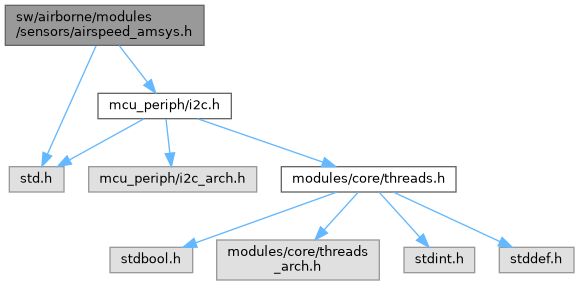 sw/airborne/modules
/sensors/airspeed_amsys.h
mcu_periph/i2c.h
std.h
mcu_periph/i2c_arch.h
modules/core/threads.h
stdbool.h
modules/core/threads
_arch.h
stdint.h
stddef.h